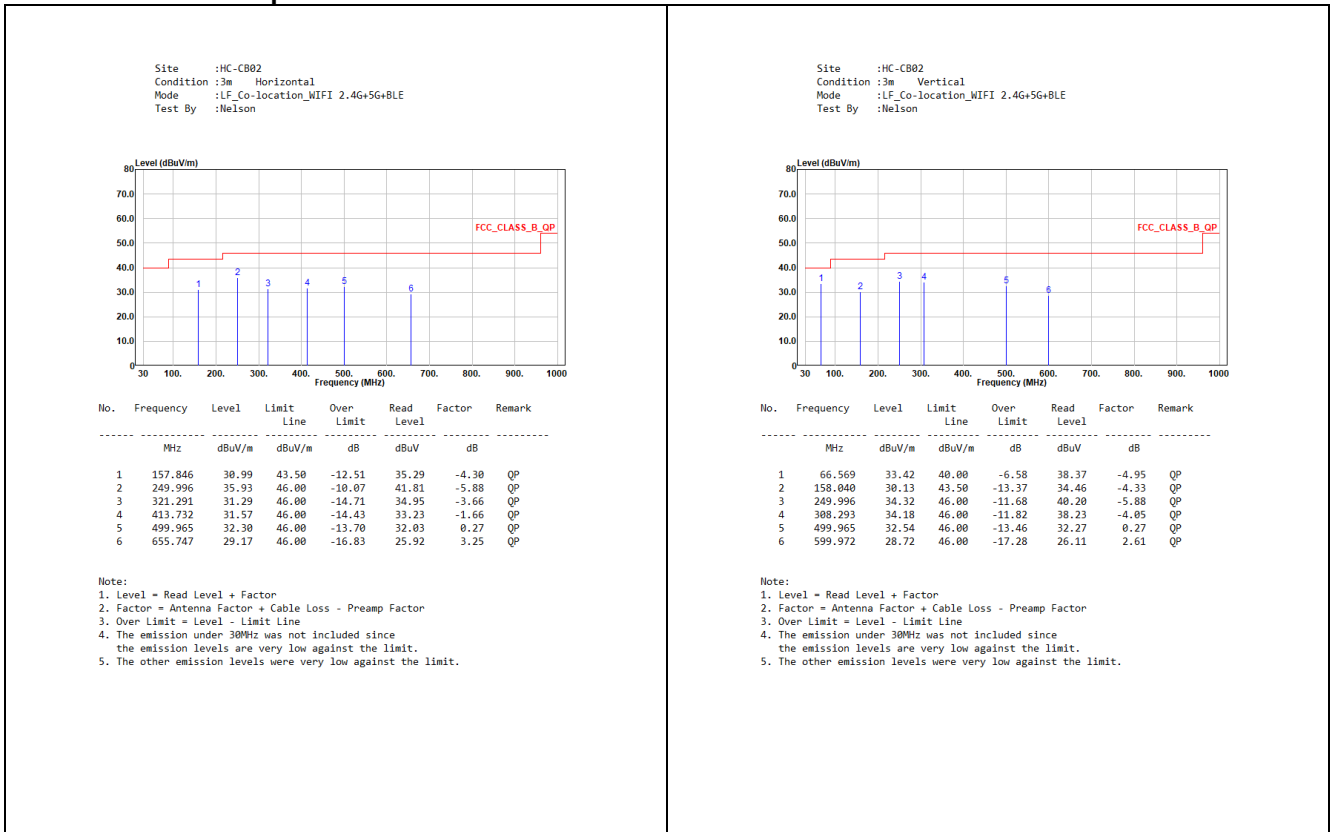 Site :HC-CB02
Condition :3m Horizontal
Mode :LF_Co-location_WIFI 2.4G+5G+BLE
Test By :Nelson
Level (dBuV/m)
80
70.0
60.0
FCC_CLASS_B_QP
50.0
40.0
30.0
20.0
10.0
0
1 2 3 4 5 6
30 100. 200. 300. 400. 500. 600. 700. 800. 900. 1000
Frequency (MHz)
No. Frequency Level Limit Over Read Factor Remark
Line Limit Level
------ ----------- -------- --------- --------- -------- -------- ---------
MHz dBuV/m dBuV/m dB dBuV dB
1 157.846 30.99 43.50 -12.51 35.29 -4.30 QP
2 249.996 35.93 46.00 -10.07 41.81 -5.88 QP
3 321.291 31.29 46.00 -14.71 34.95 -3.66 QP
4 413.732 31.57 46.00 -14.43 33.23 -1.66 QP
5 499.965 32.30 46.00 -13.70 32.03 0.27 QP
6 655.747 29.17 46.00 -16.83 25.92 3.25 QP
Note:
1. Level = Read Level + Factor
2. Factor = Antenna Factor + Cable Loss - Preamp Factor
3. Over Limit = Level - Limit Line
4. The emission under 30MHz was not included since
the emission levels are very low against the limit.
5. The other emission levels were very low against the limit.
Site :HC-CB02
Condition :3m Vertical
Mode :LF_Co-location_WIFI 2.4G+5G+BLE
Test By :Nelson
Level (dBuV/m)
80
70.0
60.0
FCC_CLASS_B_QP
50.0
40.0
30.0
20.0
10.0
0
1 2 3 4 5 6
30 100. 200. 300. 400. 500. 600. 700. 800. 900. 1000
Frequency (MHz)
No. Frequency Level Limit Over Read Factor Remark
Line Limit Level
------ ----------- -------- --------- --------- -------- -------- ---------
MHz dBuV/m dBuV/m dB dBuV dB
1 66.569 33.42 40.00 -6.58 38.37 -4.95 QP
2 158.040 30.13 43.50 -13.37 34.46 -4.33 QP
3 249.996 34.32 46.00 -11.68 40.20 -5.88 QP
4 308.293 34.18 46.00 -11.82 38.23 -4.05 QP
5 499.965 32.54 46.00 -13.46 32.27 0.27 QP
6 599.972 28.72 46.00 -17.28 26.11 2.61 QP
Note:
1. Level = Read Level + Factor
2. Factor = Antenna Factor + Cable Loss - Preamp Factor
3. Over Limit = Level - Limit Line
4. The emission under 30MHz was not included since
the emission levels are very low against the limit.
5. The other emission levels were very low against the limit.